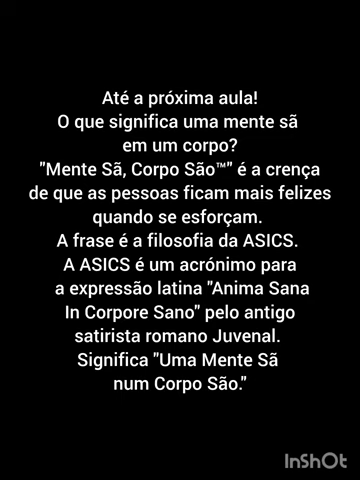 Até a próxima aula!
O que significa uma mente sã
em um corpo?
"Mente Sã, Corpo São™" é a crença
de que as pessoas ficam mais felizes
quando se esforçam.
A frase é a filosofia da ASICS.
A ASICS é um acrónimo para
a expressão latina "Anima Sana
In Corpore Sano" pelo antigo
satirista romano Juvenal.
Significa "Uma Mente Sã
num Corpo São."
InShOt